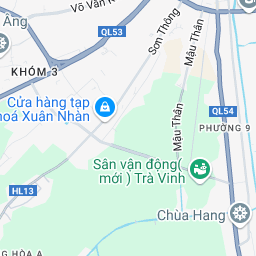 Ang
Võ Văn K
QL53
Sơn Thông
Mậu Thân
KHÓM 3
Cửa hàng tạp
hoá Xuân Nhàn
QL54
PHƯỜNG 9
Mậu Thân
Sân vận động(
mới ) Trà Vinh
HL13
Chùa Hang
NG HÒA A